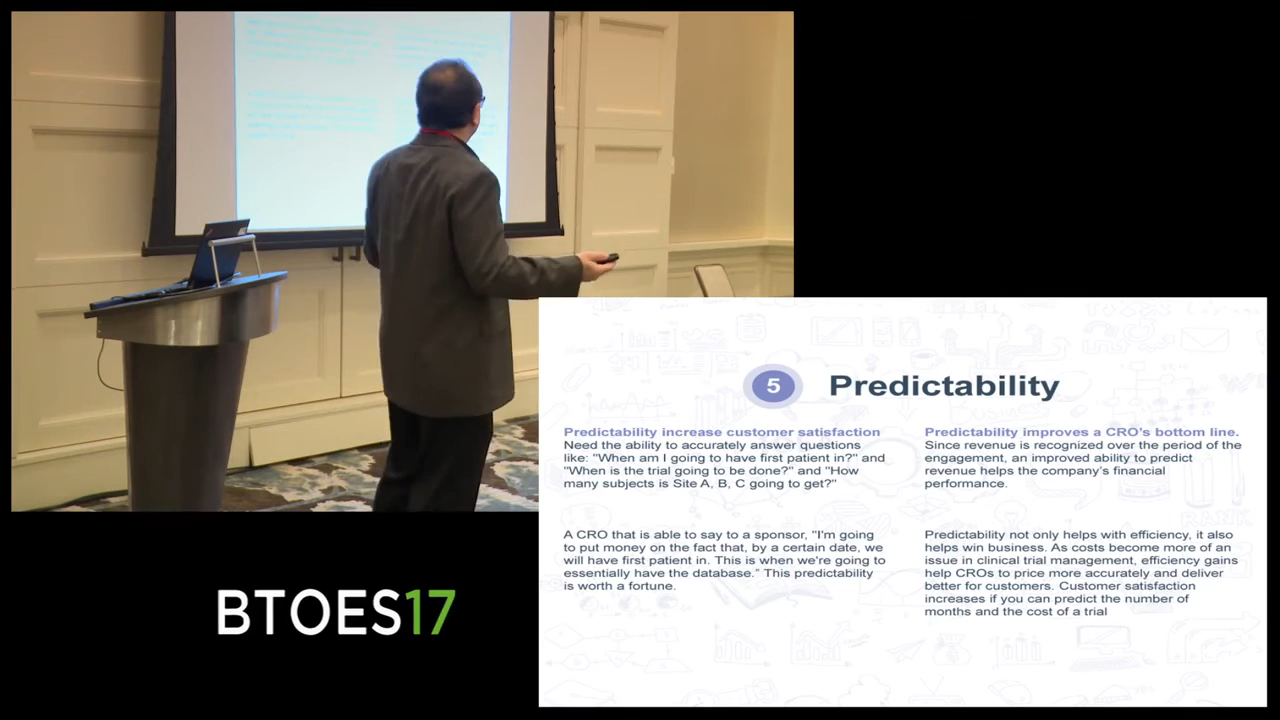 5 Predictability
Predictability increase customer satisfaction
Need the ability to accurately answer questions
like: "When am I going to have first patient in?" and
"When is the trial going to be done?" and "How
many subjects is Site A, B, C going to get?"
A CRO that is able to say to a sponsor, "I'm going
to put money on the fact that, by a certain date, we
will have first patient in. This is when we're going to
essentially have the database." This predictability
is worth a fortune.
Predictability improves a CRO's bottom line.
Since revenue is recognized over the period of the
engagement, an improved ability to predict
revenue helps the company's financial
performance.
Predictability not only helps with efficiency, it also
helps win business. As costs become more of an
issue in clinical trial management, efficiency gains
help CROs to price more accurately and deliver
better for customers. Customer satisfaction
increases if you can predict the number of
months and the cost of a trial
RANK
BTOES17